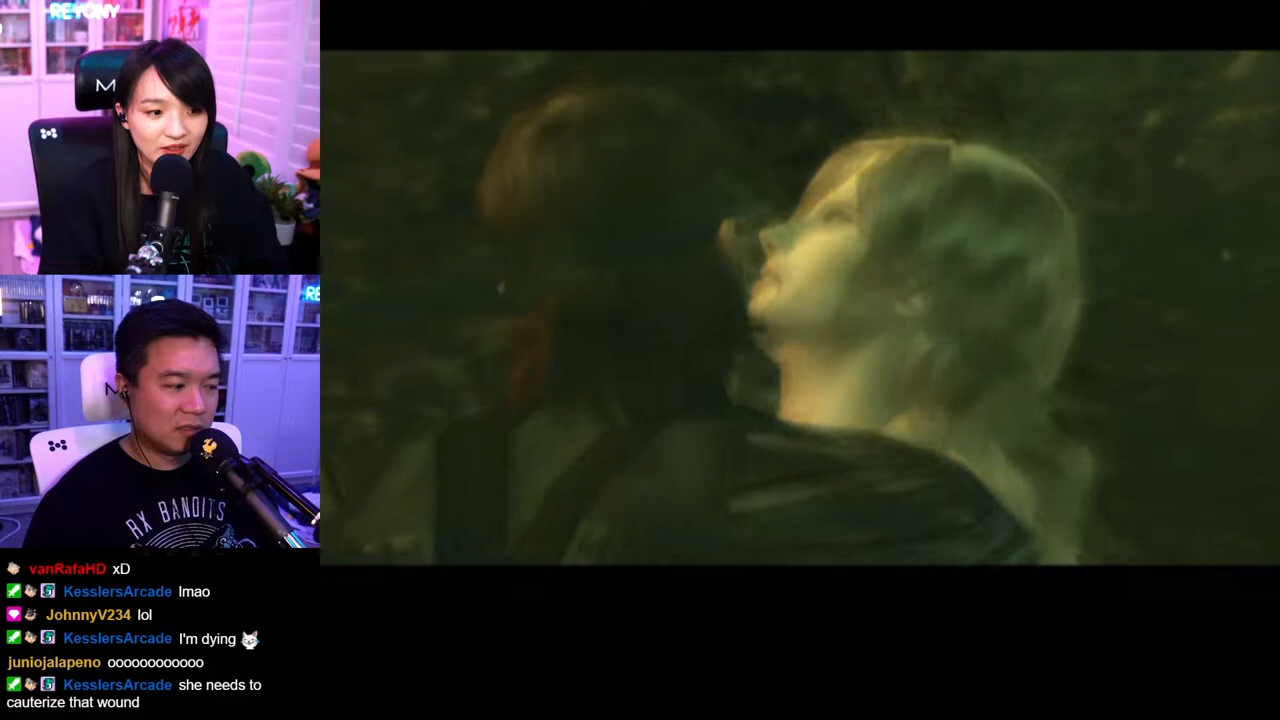 REYONY
M
RE
M
RX BANDITS
vanRafaHD xD
KesslersArcade lmao
JohnnyV234 lol
KesslersArcade I'm dying
juniojalapeno oooooooooooo
KesslersArcade she needs to
cauterize that wound